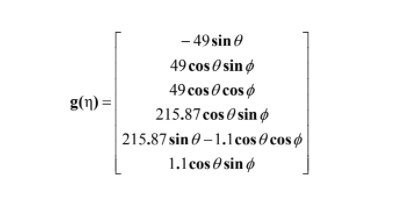 − 49 sin θ
49 cos θ sin ϕ
49 cos θ cos ϕ
g(η) =
215.87 cos θ sin ϕ
215.87 sin θ − 1.1 cos θ cos ϕ
1.1 cos θ sin ϕ